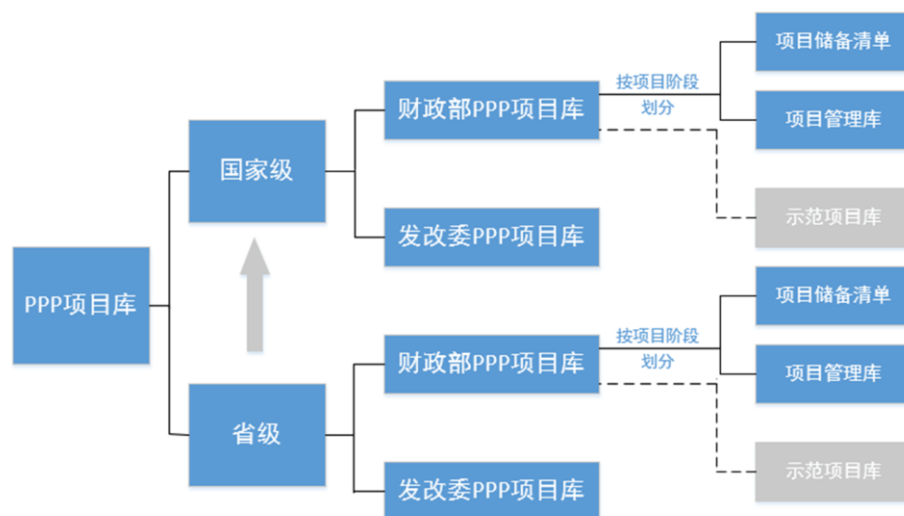 PPP项目库
国家级
省级
财政部PPP项目库
发改委PPP项目库
按项目阶段
划分
项目储备清单
项目管理库
示范项目库
财政部PPP项目库
发改委PPP项目库
按项目阶段
划分
项目储备清单
项目管理库
示范项目库